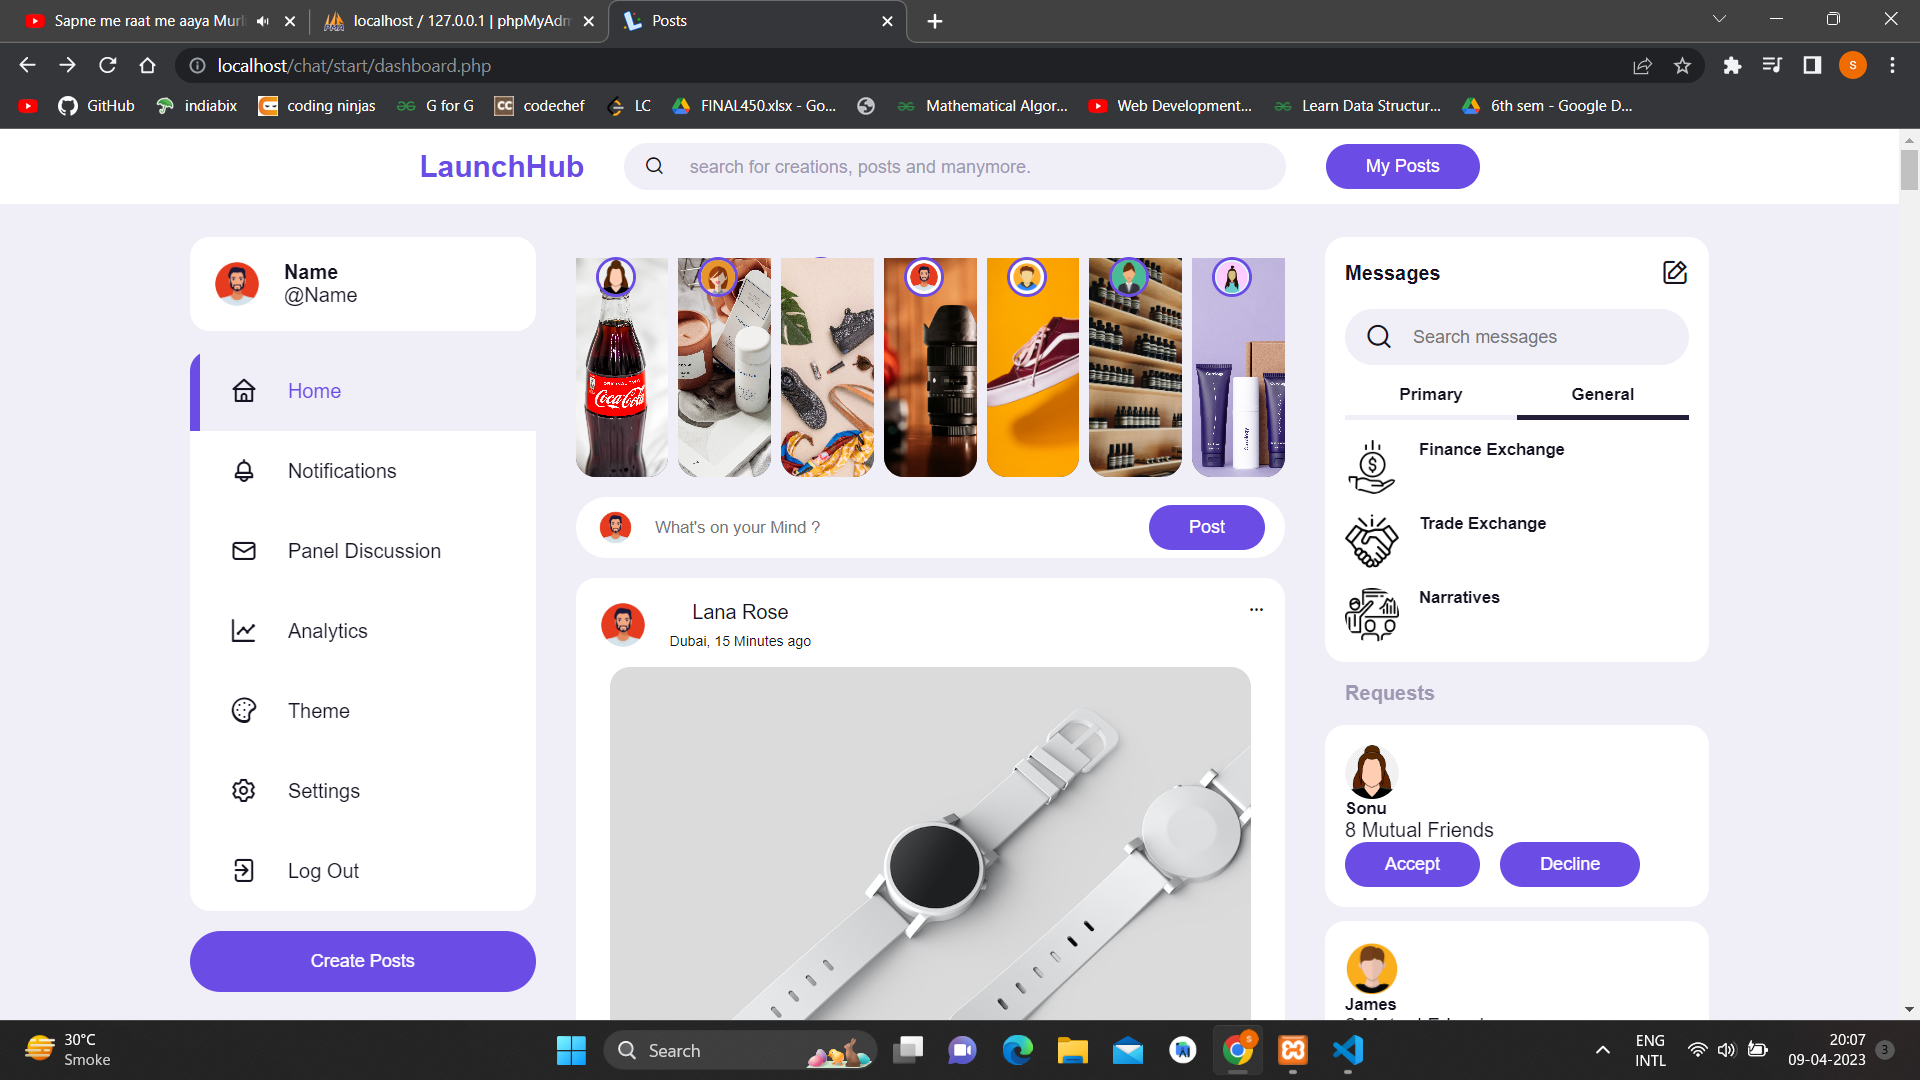 Sapne me raat me aaya Murl
localhost / 127.0.0.1 | phpMyAdm
Posts
localhost/chat/start/dashboard.php
S
GitHub
indiabix
coding ninjas
G for G
codechef
LC
FINAL450.xlsx - Go...
Mathematical Algor...
Web Development...
Learn Data Structur...
6th sem - Google D...
LaunchHub
search for creations, posts and manymore.
My Posts
Name
@Name
Home
Notifications
Panel Discussion
Analytics
Theme
Settings
Log Out
Create Posts
Coca-Cola
What's on your Mind ?
Post
Lana Rose
Dubai, 15 Minutes ago
Messages
Search messages
Primary
General
Finance Exchange
Trade Exchange
Narratives
Requests
Sonu
8 Mutual Friends
Accept
Decline
James
30°C
Smoke
Search
ENG
INTL
20:07
09-04-2023
3